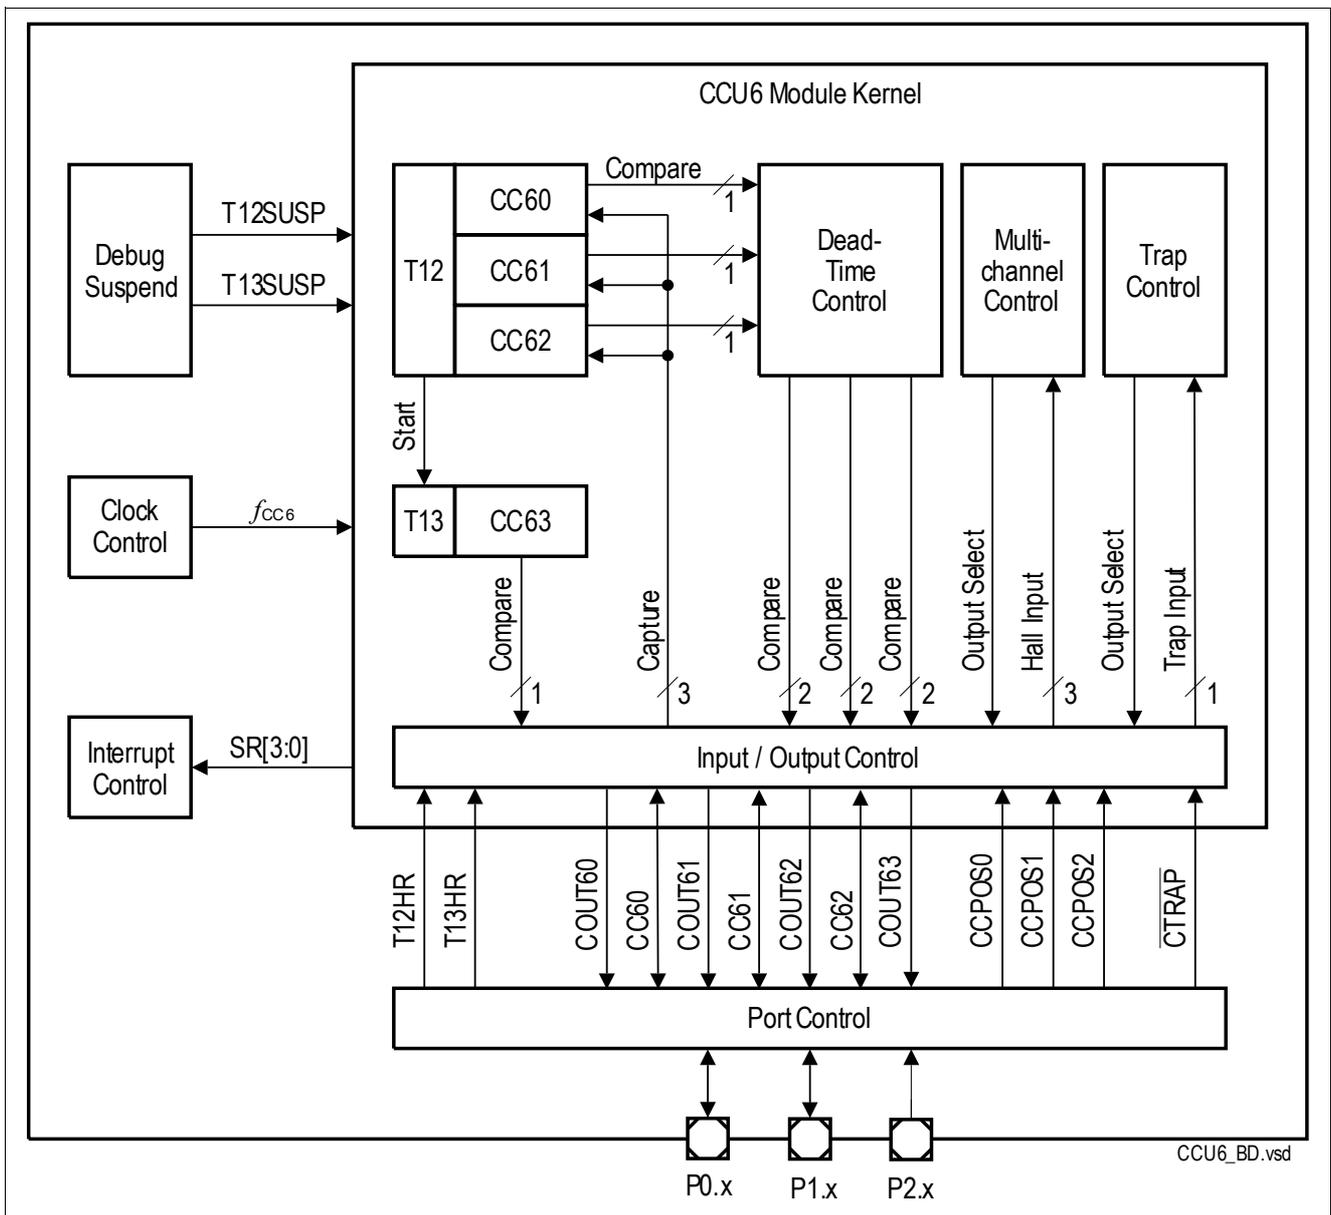 CCU6 Module Kernel
Debug
Suspend
T12SUSP
T13SUSP
T12
CC60
CC61
CC62
Compare
1
1
1
Dead-
Time
Control
Multi-
channel
Control
Trap
Control
Start
Clock
Control
fCC6
T13
CC63
Compare
1
Capture
3
Compare
2
Compare
2
Compare
2
Output Select
Hall Input
3
Output Select
Trap Input
1
Interrupt
Control
SR[3:0]
Input / Output Control
T12HR
T13HR
COUT60
CC60
COUT61
CC61
COUT62
CC62
COUT63
CCPOS0
CCPOS1
CCPOS2
CTRAP
Port Control
P0.x
P1.x
P2.x
CCU6_BD.vsd